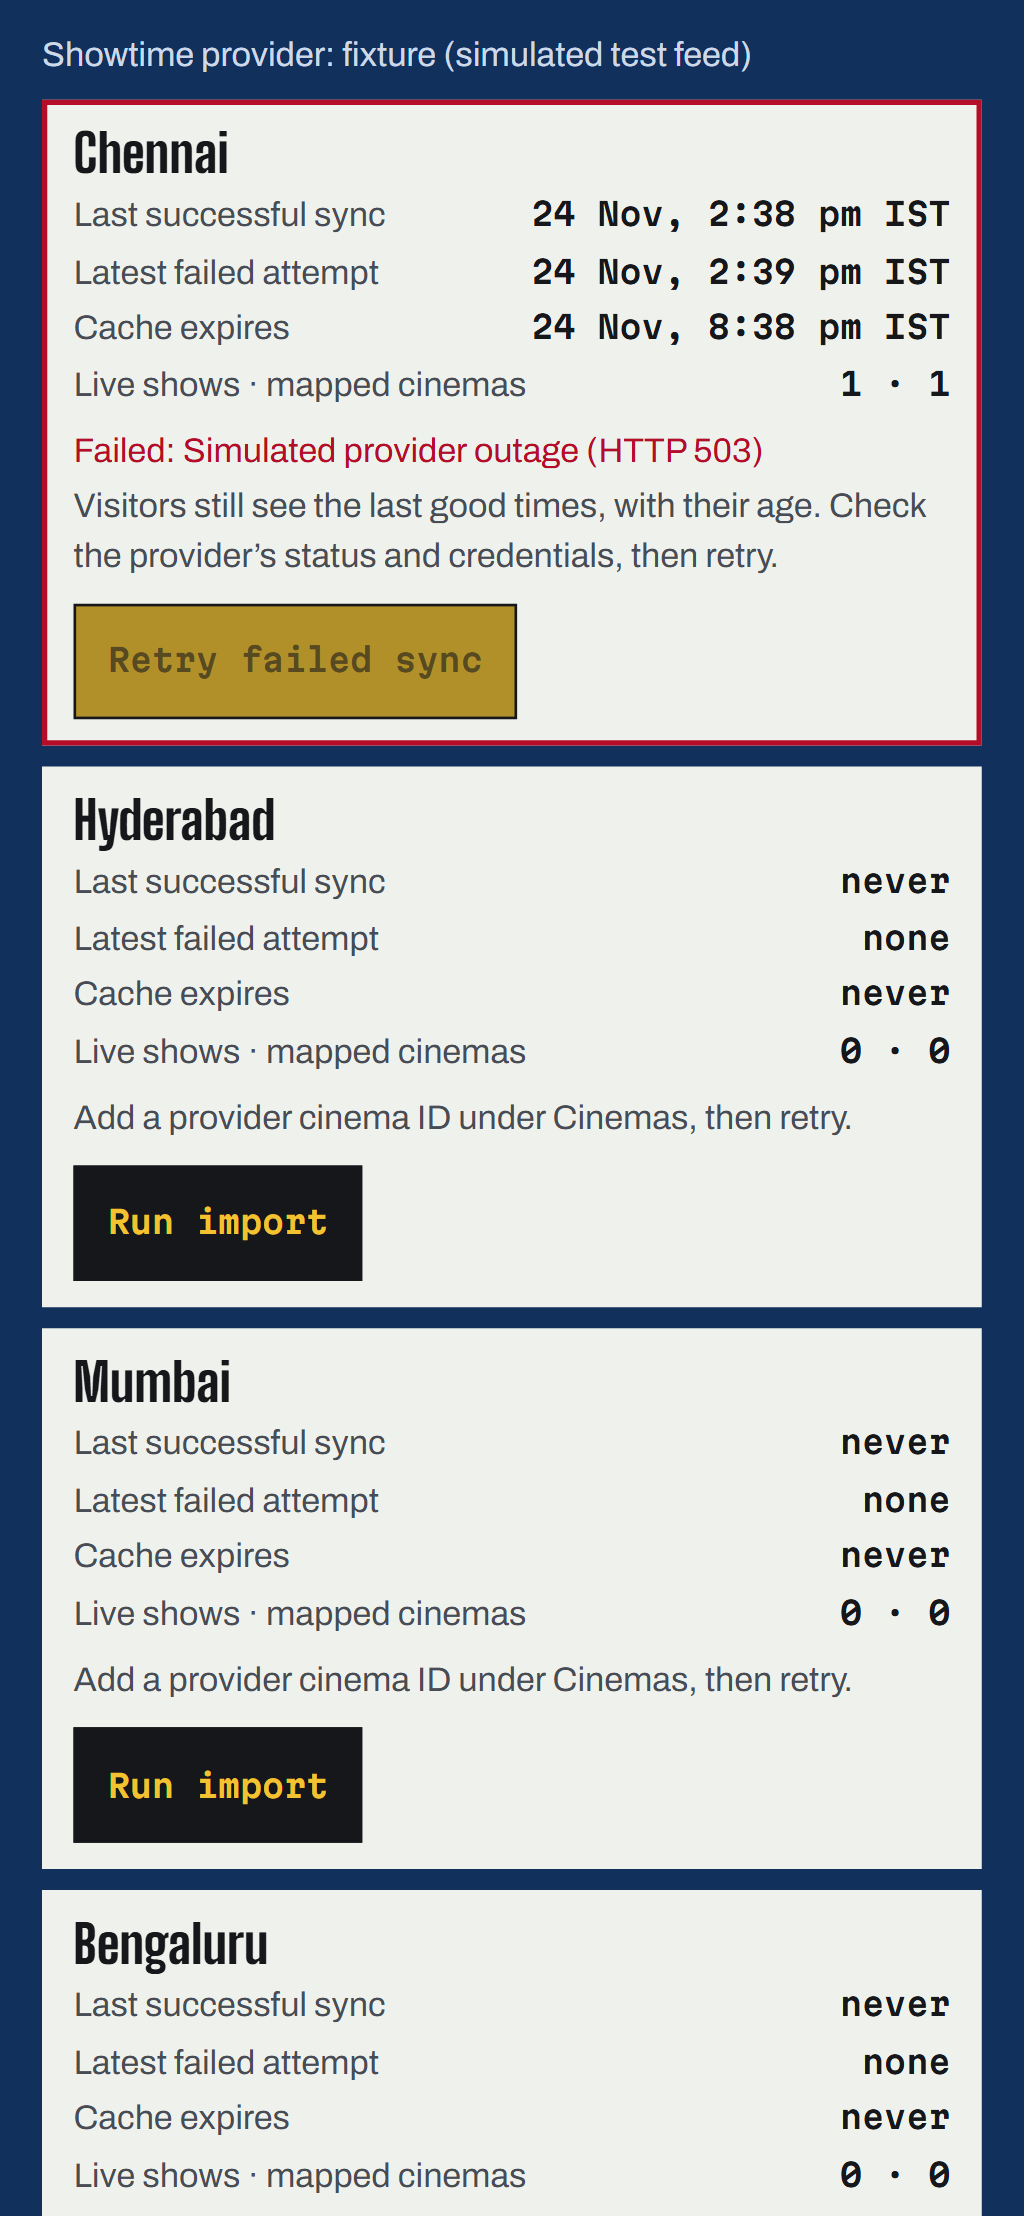 Showtime provider: fixture (simulated test feed)
Chennai
Last successful sync 24 Nov, 2:38 pm IST
Latest failed attempt 24 Nov, 2:39 pm IST
Cache expires 24 Nov, 8:38 pm IST
Live shows · mapped cinemas 1 · 1
Failed: Simulated provider outage (HTTP 503)
Visitors still see the last good times, with their age. Check
the provider’s status and credentials, then retry.
Retry failed sync
Hyderabad
Last successful sync never
Latest failed attempt none
Cache expires never
Live shows · mapped cinemas 0 · 0
Add a provider cinema ID under Cinemas, then retry.
Run import
Mumbai
Last successful sync never
Latest failed attempt none
Cache expires never
Live shows · mapped cinemas 0 · 0
Add a provider cinema ID under Cinemas, then retry.
Run import
Bengaluru
Last successful sync never
Latest failed attempt none
Cache expires never
Live shows · mapped cinemas 0 · 0